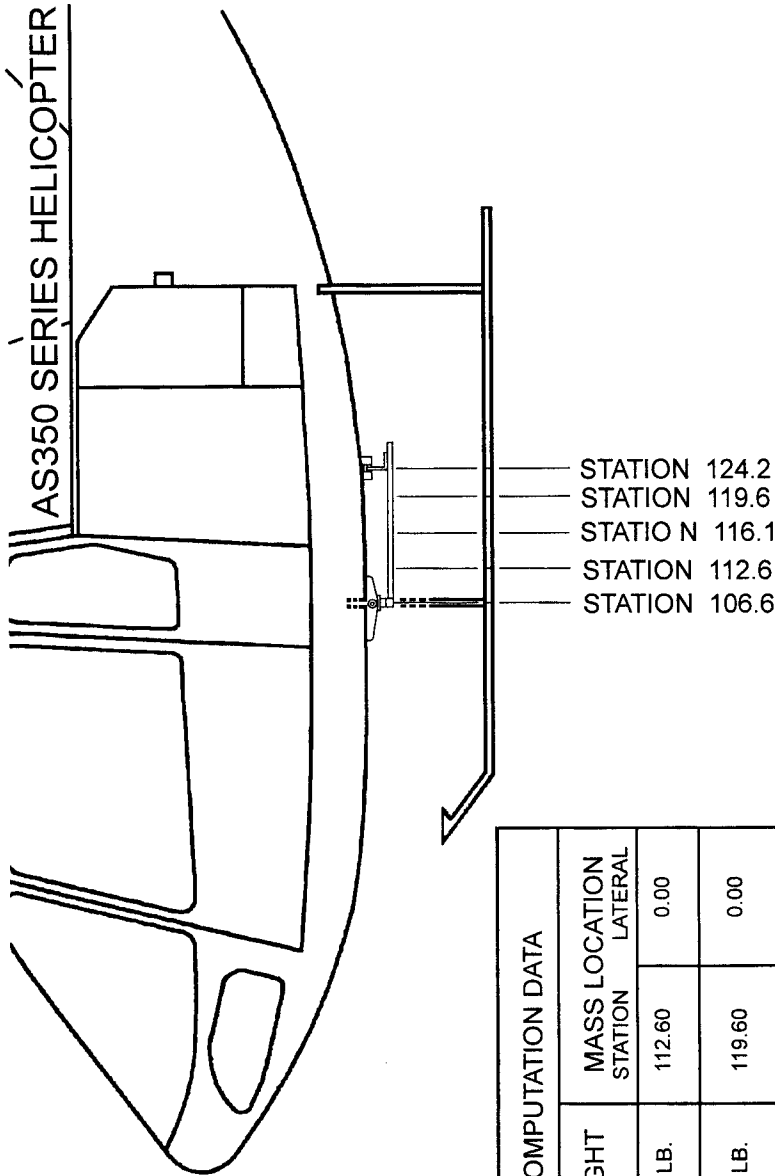 AS350 SERIES HELICOPTER
STATION 124.2
STATION 119.6
STATIO N 116.1
STATION 112.6
STATION 106.6
OMPUTATION DATA
GHT
MASS LOCATION
STATION LATERAL
LB. 112.60 0.00
LB. 119.60 0.00